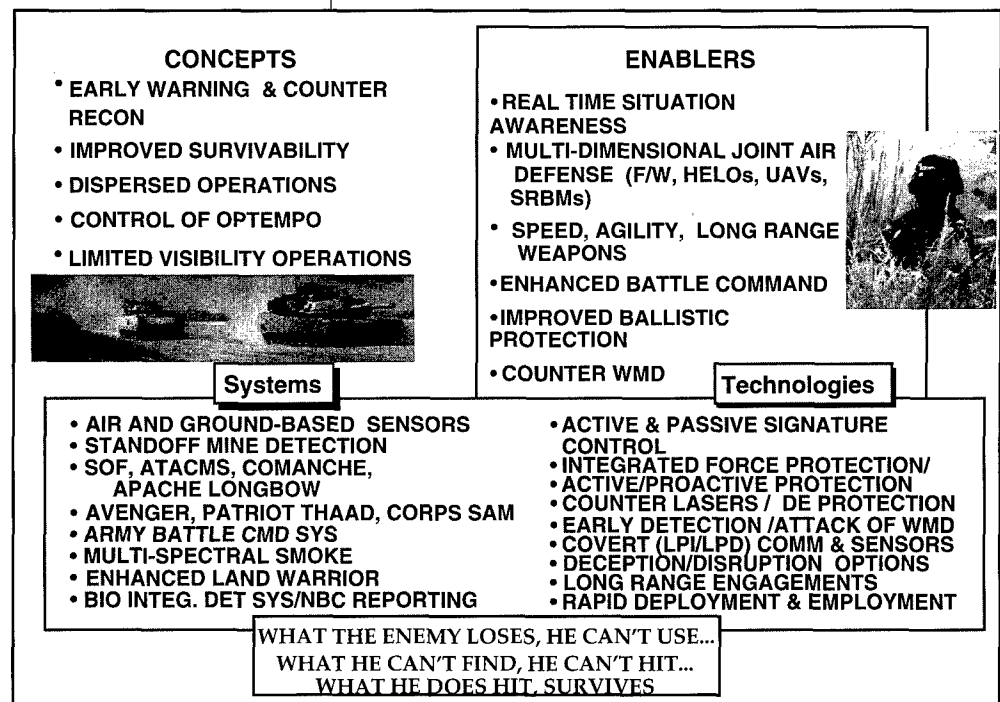 CONCEPTS
• EARLY WARNING & COUNTER
RECON
• IMPROVED SURVIVABILITY
• DISPERSED OPERATIONS
• CONTROL OF OPTEMPO
• LIMITED VISIBILITY OPERATIONS
ENABLERS
• REAL TIME SITUATION
AWARENESS
• MULTI-DIMENSIONAL JOINT AIR
DEFENSE (F/W, HELOs, UAVs,
SRBMs)
• SPEED, AGILITY, LONG RANGE
WEAPONS
• ENHANCED BATTLE COMMAND
• IMPROVED BALLISTIC
PROTECTION
• COUNTER WMD
Systems
• AIR AND GROUND-BASED SENSORS
• STANDOFF MINE DETECTION
• SOF, ATACMS, COMANCHE,
APACHE LONGBOW
• AVENGER, PATRIOT THAAD, CORPS SAM
• ARMY BATTLE CMD SYS
• MULTI-SPECTRAL SMOKE
• ENHANCED LAND WARRIOR
• BIO INTEG. DET SYS/NBC REPORTING
Technologies
• ACTIVE & PASSIVE SIGNATURE
CONTROL
• INTEGRATED FORCE PROTECTION/
• ACTIVE/PROACTIVE PROTECTION
• COUNTER LASERS / DE PROTECTION
• EARLY DETECTION /ATTACK OF WMD
• COVERT (LPI/LPD) COMM & SENSORS
• DECEPTION/DISRUPTION OPTIONS
• LONG RANGE ENGAGEMENTS
• RAPID DEPLOYMENT & EMPLOYMENT
WHAT THE ENEMY LOSES, HE CAN'T USE...
WHAT HE CAN'T FIND, HE CAN'T HIT...
WHAT HE DOES HIT, SURVIVES